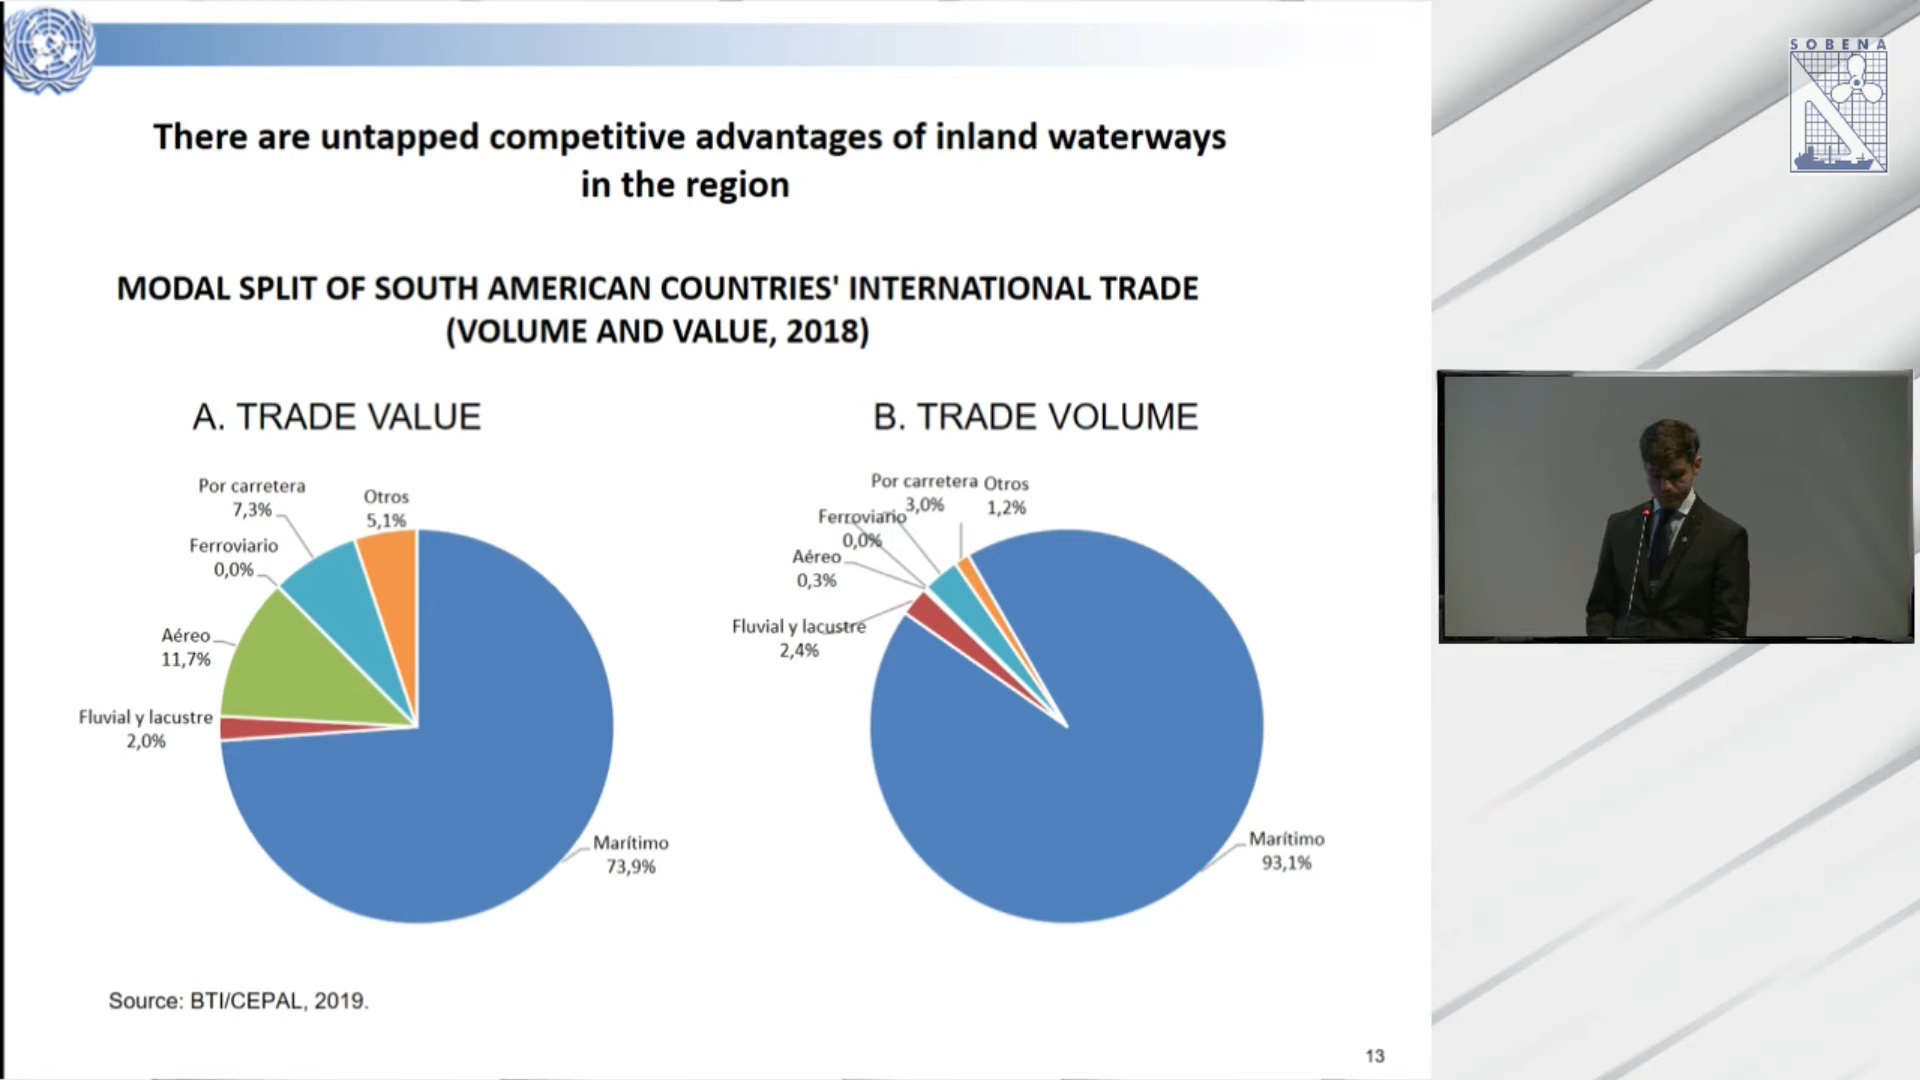 There are untapped competitive advantages of inland waterways
in the region
MODAL SPLIT OF SOUTH AMERICAN COUNTRIES' INTERNATIONAL TRADE
(VOLUME AND VALUE, 2018)
A. TRADE VALUE
Por carretera
7,3%
Otros
5,1%
Ferroviario
0,0%
Aéreo
11,7%
Fluvial y lacustre
2,0%
Marítimo
73,9%
B. TRADE VOLUME
Por carretera
3,0%
Otros
1,2%
Ferroviario
0,0%
Aéreo
0,3%
Fluvial y lacustre
2,4%
Marítimo
93,1%
Source: BTI/CEPAL, 2019.
13
SOBENA